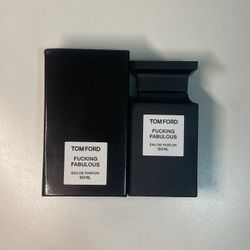 TOM FORD
FUCKING
FABULOUS
EAU DE PARFUM
100 ML
TOM FORD
FUCKING
FABULOUS
EAU DE PARFUM
100 ML